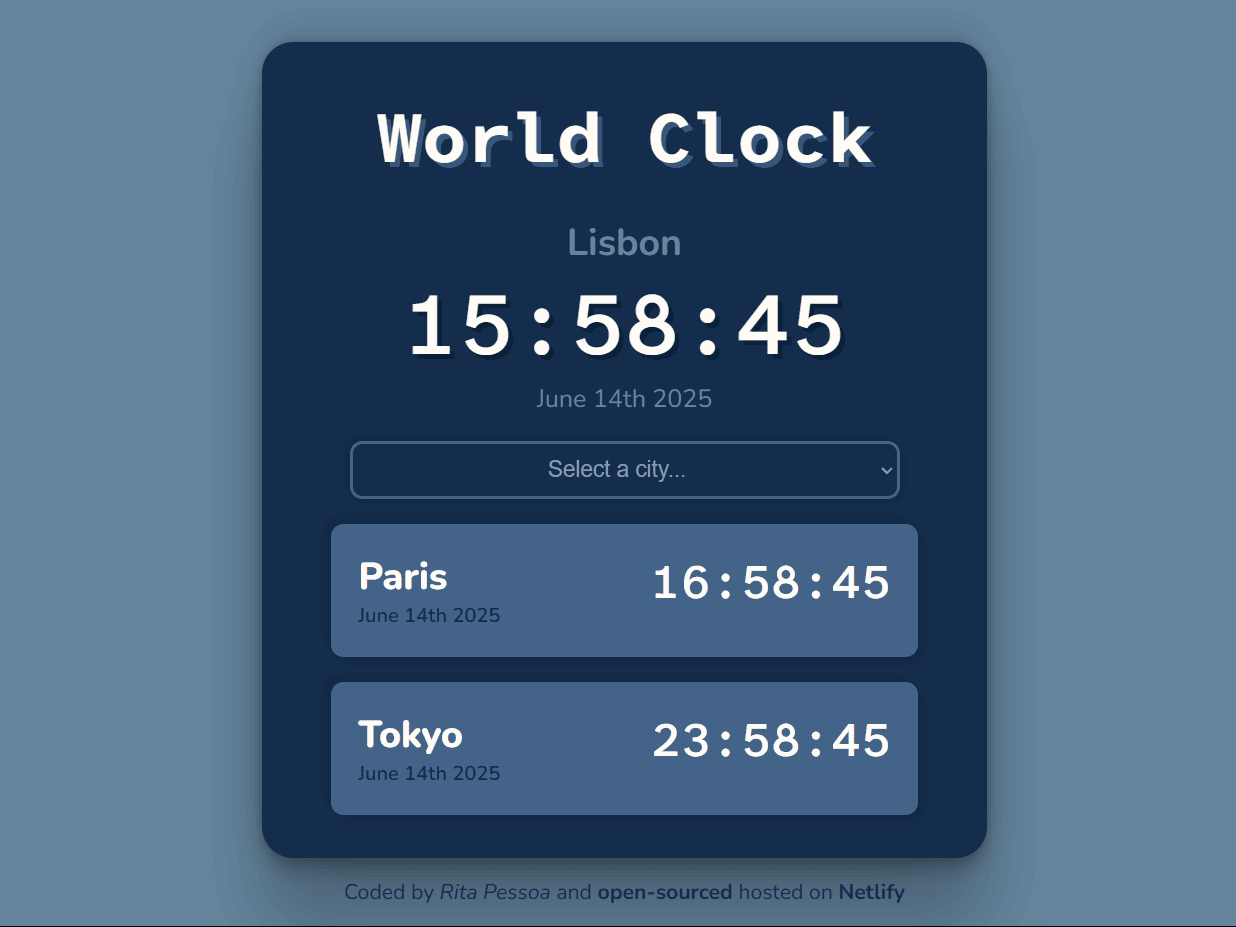 World Clock
Lisbon
15:58:45
June 14th 2025
Select a city...
Paris
16:58:45
June 14th 2025
Tokyo
23:58:45
June 14th 2025
Coded by Rita Pessoa and open-sourced hosted on Netlify